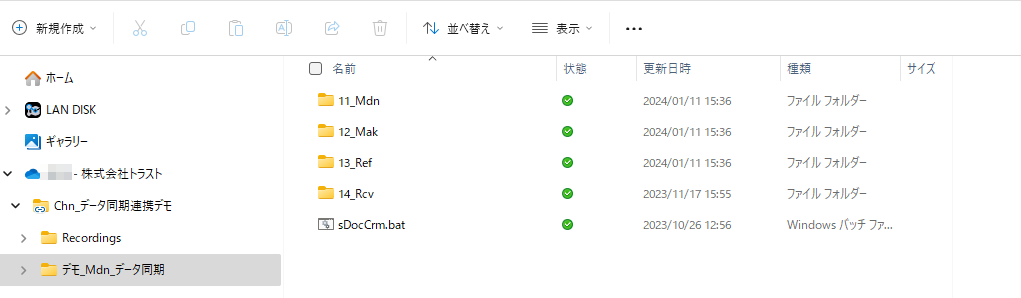 新規作成 並べ替え 表示
名前 状態 更新日時 種類 サイズ
ホーム
LAN DISK
ギャラリー
- 株式会社トラスト
Chn_データ同期連携デモ
Recordings
デモ_Mdn_データ同期
11_Mdn 2024/01/11 15:36 ファイル フォルダー
12_Mak 2024/01/11 15:36 ファイル フォルダー
13_Ref 2024/01/11 15:36 ファイル フォルダー
14_Rcv 2023/11/17 15:55 ファイル フォルダー
sDocCrm.bat 2023/10/26 12:56 Windows バッチ ファ...